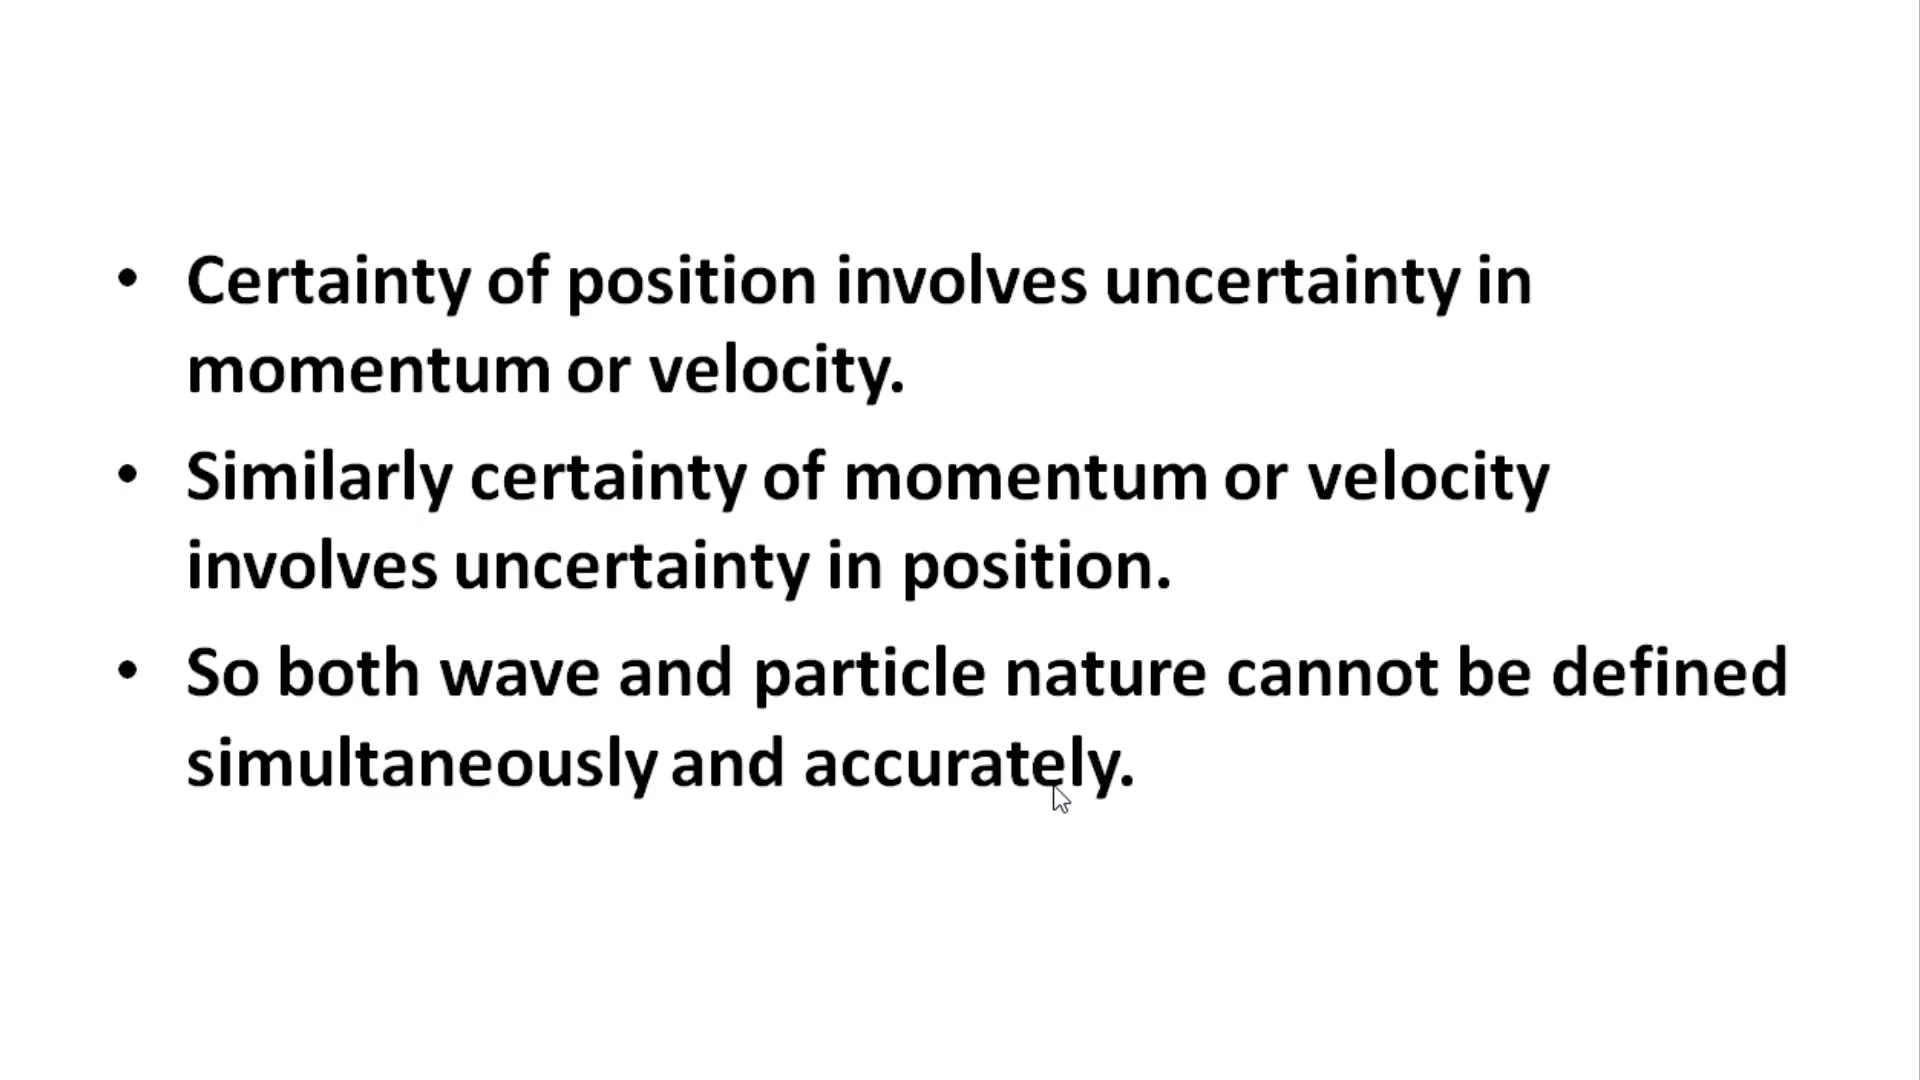 • Certainty of position involves uncertainty in
momentum or velocity.
• Similarly certainty of momentum or velocity
involves uncertainty in position.
• So both wave and particle nature cannot be defined
simultaneously and accurately.